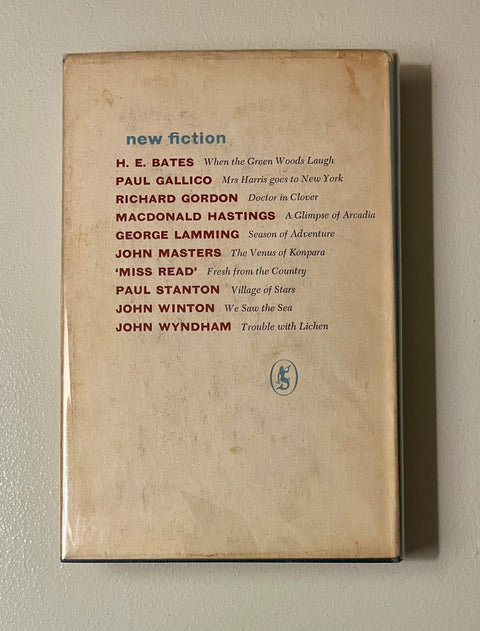 new fiction
H. E. BATES When the Green Woods Laugh
PAUL GALLICO Mrs Harris goes to New York
RICHARD GORDON Doctor in Clover
MACDONALD HASTINGS A Glimpse of Arcadia
GEORGE LAMMING Season of Adventure
JOHN MASTERS The Venus of Konpara
'MISS READ' Fresh from the Country
PAUL STANTON Village of Stars
JOHN WINTON We Saw the Sea
JOHN WYNDHAM Trouble with Lichen